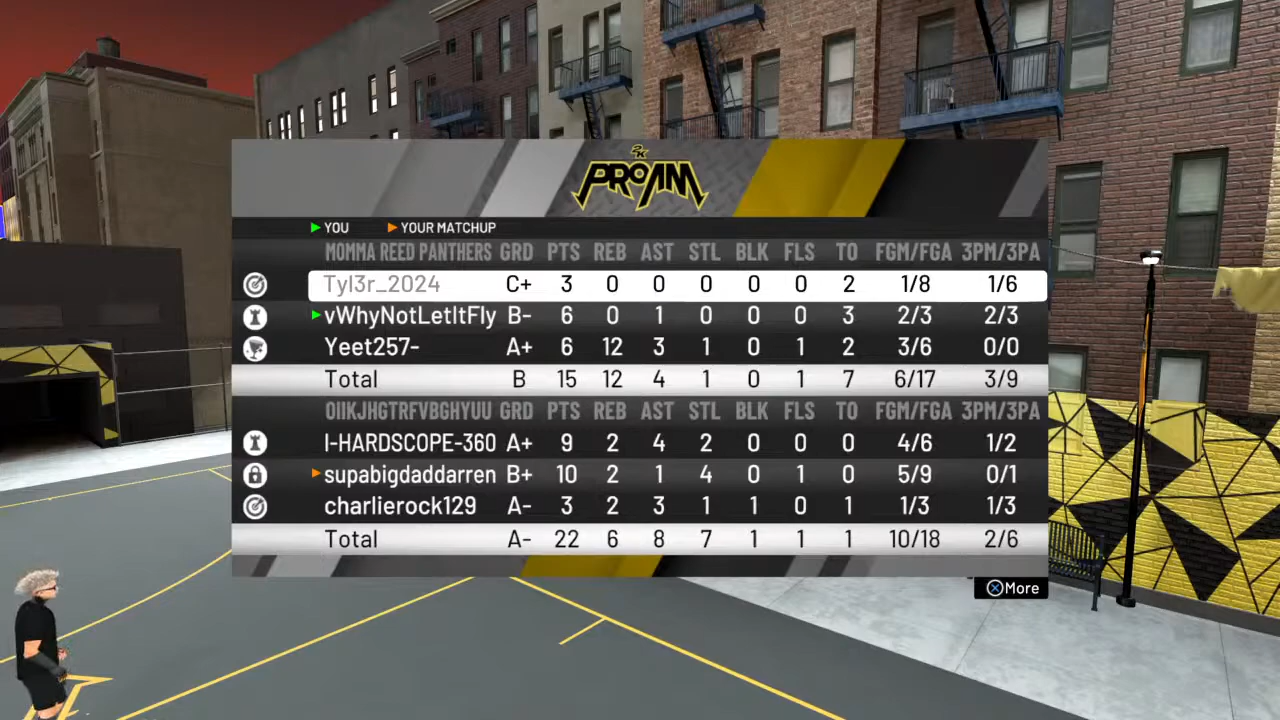 2K
PRO AM
YOU YOUR MATCHUP
MOMMA REED PANTHERS GRD PTS REB AST STL BLK FLS TO FGM/FGA 3PM/3PA
Tyl3r_2024 C+ 3 0 0 0 0 0 2 1/8 1/6
vWhyNotLetItFly B- 6 0 1 0 0 0 3 2/3 2/3
Yeet257- A+ 6 12 3 1 0 1 2 3/6 0/0
Total B 15 12 4 1 0 1 7 6/17 3/9
OIIKJHGTRFVBGHYUU GRD PTS REB AST STL BLK FLS TO FGM/FGA 3PM/3PA
I-HARDSCOPE-360 A+ 9 2 4 2 0 0 0 4/6 1/2
supabigdaddarren B+ 10 2 1 4 0 1 0 5/9 0/1
charlierock129 A- 3 2 3 1 1 0 1 1/3 1/3
Total A- 22 6 8 7 1 1 1 10/18 2/6
More